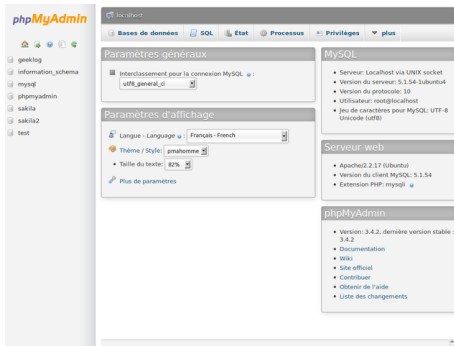 phpMyAdmin
geeklog
information_schema
mysql
phpmyadmin
sakila
sakila2
test
localhost
Bases de données
SQL
État
Processus
Privilèges
plus
Paramètres généraux
Interclassement pour la connexion MySQL :
utf8_general_ci
Paramètres d'affichage
Langue - Language : Français - French
Thème / Style: pmahomme
Taille du texte: 82%
Plus de paramètres
MySQL
Serveur: Localhost via UNIX socket
Version du serveur: 5.1.54-1ubuntu4
Version du protocole: 10
Utilisateur: root@localhost
Jeu de caractères pour MySQL: UTF-8
Unicode (utf8)
Serveur web
Apache/2.2.17 (Ubuntu)
Version du client MySQL: 5.1.54
Extension PHP: mysqli
phpMyAdmin
Version: 3.4.2, dernière version stable :
3.4.2
Documentation
Wiki
Site officiel
Contribuer
Obtenir de l'aide
Liste des changements